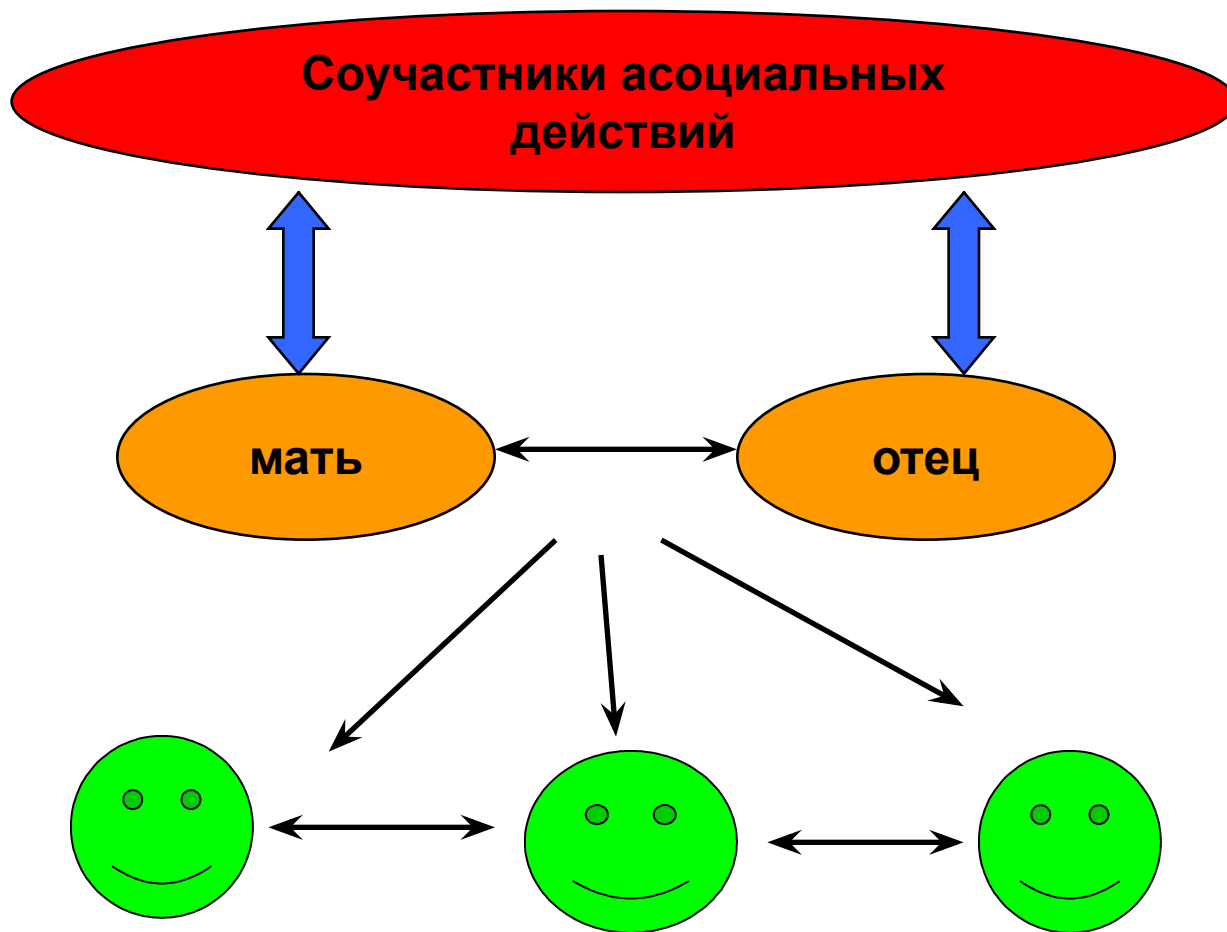 Соучастники асоциальных
действий
мать
отец